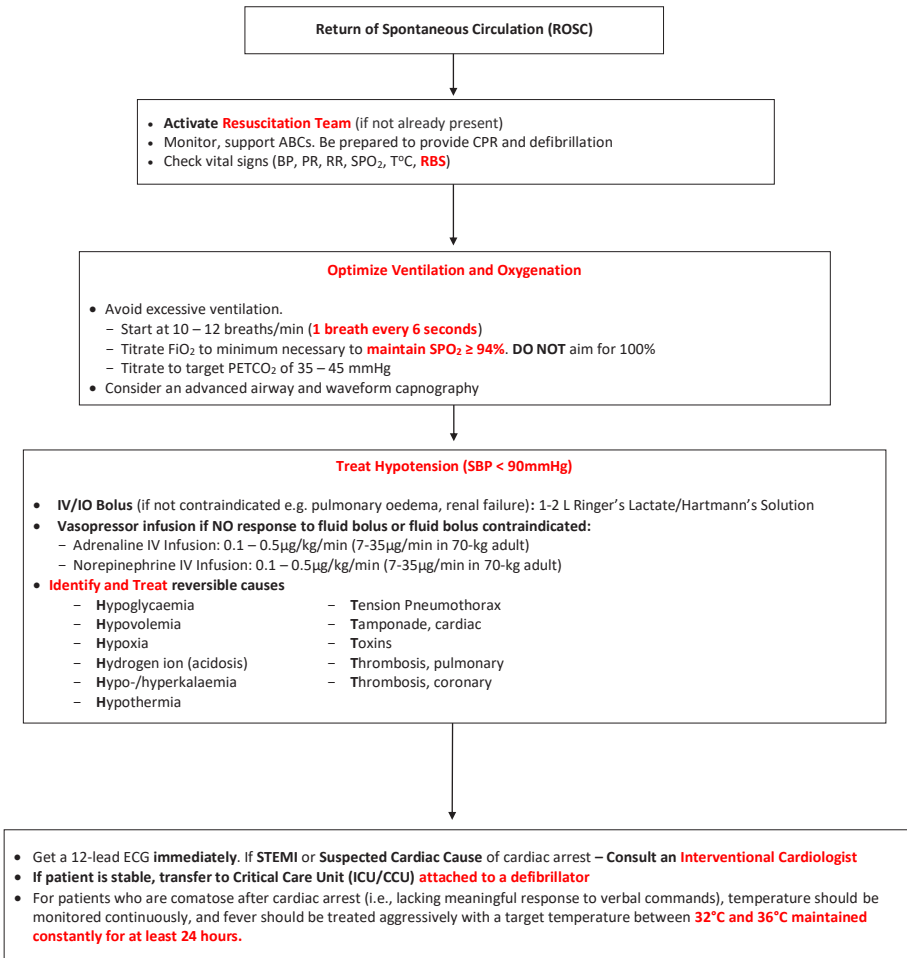 Return of Spontaneous Circulation (ROSC)
• Activate Resuscitation Team (if not already present)
• Monitor, support ABCs. Be prepared to provide CPR and defibrillation
• Check vital signs (BP, PR, RR, SPO₂, T°C, RBS)
Optimize Ventilation and Oxygenation
• Avoid excessive ventilation.
− Start at 10 – 12 breaths/min (1 breath every 6 seconds)
− Titrate FiO₂ to minimum necessary to maintain SPO₂ ≥ 94%. DO NOT aim for 100%
− Titrate to target PETCO₂ of 35 – 45 mmHg
• Consider an advanced airway and waveform capnography
Treat Hypotension (SBP < 90mmHg)
• IV/IO Bolus (if not contraindicated e.g. pulmonary oedema, renal failure): 1-2 L Ringer's Lactate/Hartmann's Solution
• Vasopressor infusion if NO response to fluid bolus or fluid bolus contraindicated:
− Adrenaline IV Infusion: 0.1 – 0.5µg/kg/min (7-35µg/min in 70-kg adult)
− Norepinephrine IV Infusion: 0.1 – 0.5µg/kg/min (7-35µg/min in 70-kg adult)
• Identify and Treat reversible causes
− Hypoglycaemia
− Hypovolemia
− Hypoxia
− Hydrogen ion (acidosis)
− Hypo-/hyperkalaemia
− Hypothermia
− Tension Pneumothorax
− Tamponade, cardiac
− Toxins
− Thrombosis, pulmonary
− Thrombosis, coronary
• Get a 12-lead ECG immediately. If STEMI or Suspected Cardiac Cause of cardiac arrest – Consult an Interventional Cardiologist
• If patient is stable, transfer to Critical Care Unit (ICU/CCU) attached to a defibrillator
• For patients who are comatose after cardiac arrest (i.e., lacking meaningful response to verbal commands), temperature should be
monitored continuously, and fever should be treated aggressively with a target temperature between 32°C and 36°C maintained
constantly for at least 24 hours.